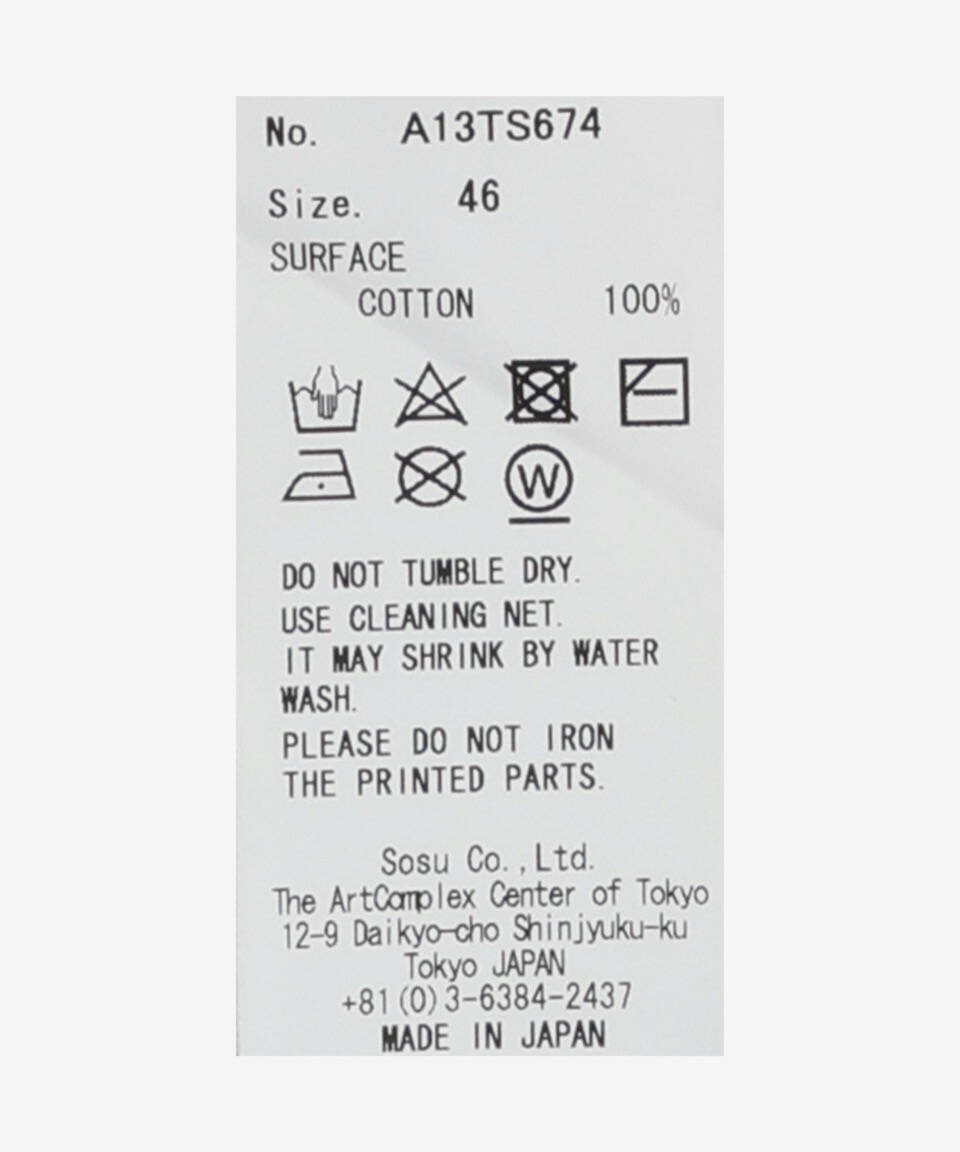 No. A13TS674
Size. 46
SURFACE
COTTON 100%
W
DO NOT TUMBLE DRY.
USE CLEANING NET.
IT MAY SHRINK BY WATER
WASH.
PLEASE DO NOT IRON
THE PRINTED PARTS.
Sosu Co.,Ltd.
The ArtComplex Center of Tokyo
12-9 Daikyo-cho Shinjyuku-ku
Tokyo JAPAN
+81(0)3-6384-2437
MADE IN JAPAN